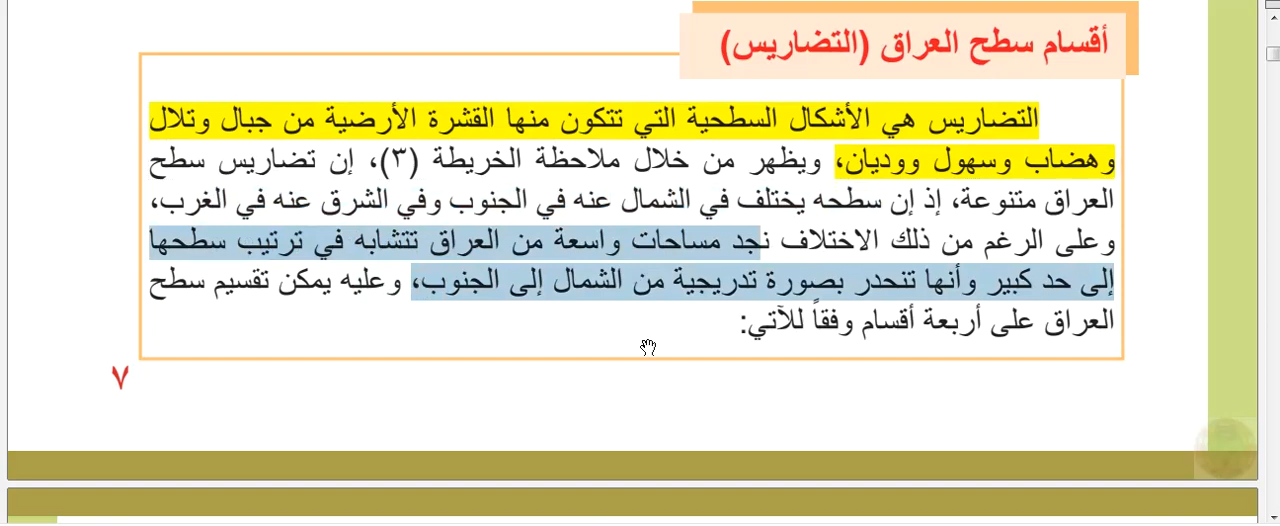 أقسام سطح العراق (التضاريس)
التضاريس هي الأشكال السطحية التي تتكون منها القشرة الأرضية من جبال وتلال
وهضاب وسهول ووديان، ويظهر من خلال ملاحظة الخريطة (٣)، إن تضاريس سطح
العراق متنوعة، إذ إن سطحه يختلف في الشمال عنه في الجنوب وفي الشرق عنه في الغرب،
وعلى الرغم من ذلك الاختلاف نجد مساحات واسعة من العراق تتشابه في ترتيب سطحها
إلى حد كبير وأنها تنحدر بصورة تدريجية من الشمال إلى الجنوب، وعليه يمكن تقسيم سطح
العراق على أربعة أقسام وفقاً للآتي:
٧